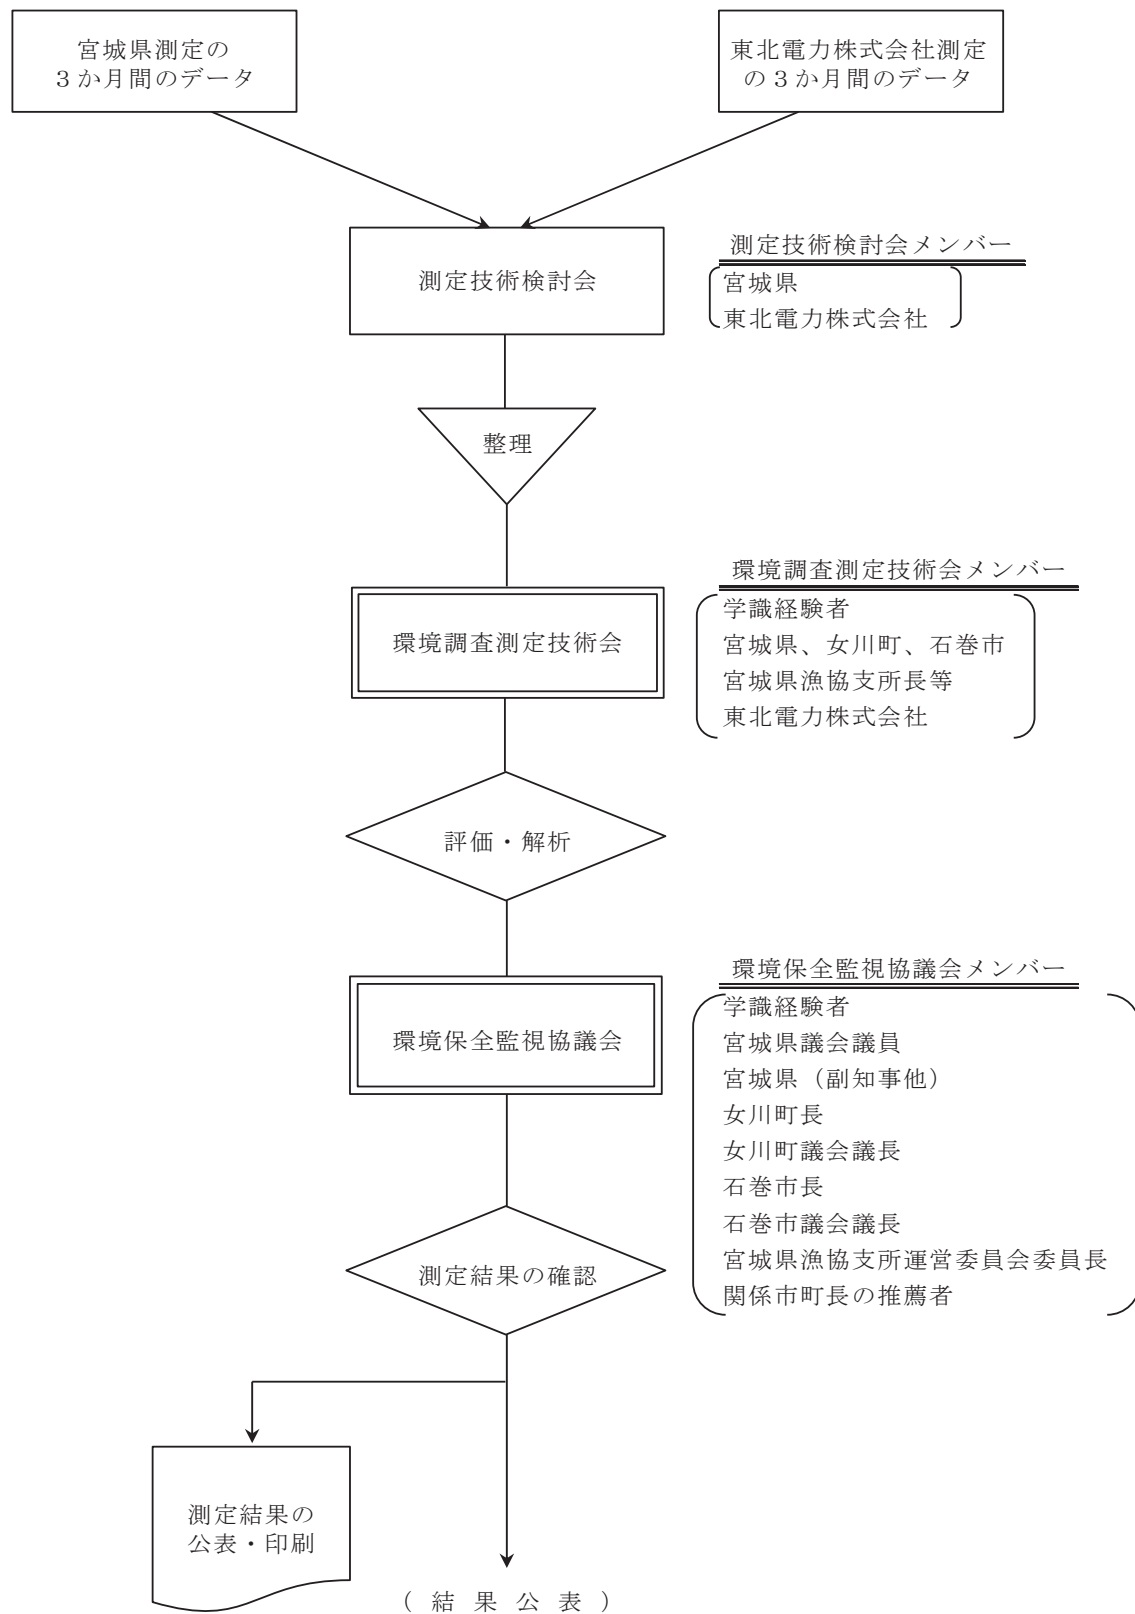 宮城県測定の
３か月間のデータ
東北電力株式会社測定
の３か月間のデータ
測定技術検討会
測定技術検討会メンバー
宮城県
東北電力株式会社
整理
環境調査測定技術会
環境調査測定技術会メンバー
学識経験者
宮城県、女川町、石巻市
宮城県漁協支所長等
東北電力株式会社
評価・解析
環境保全監視協議会
環境保全監視協議会メンバー
学識経験者
宮城県議会議員
宮城県（副知事他）
女川町長
女川町議会議長
石巻市長
石巻市議会議長
宮城県漁協支所運営委員会委員長
関係市町長の推薦者
測定結果の確認
測定結果の
公表・印刷
（結果公表）